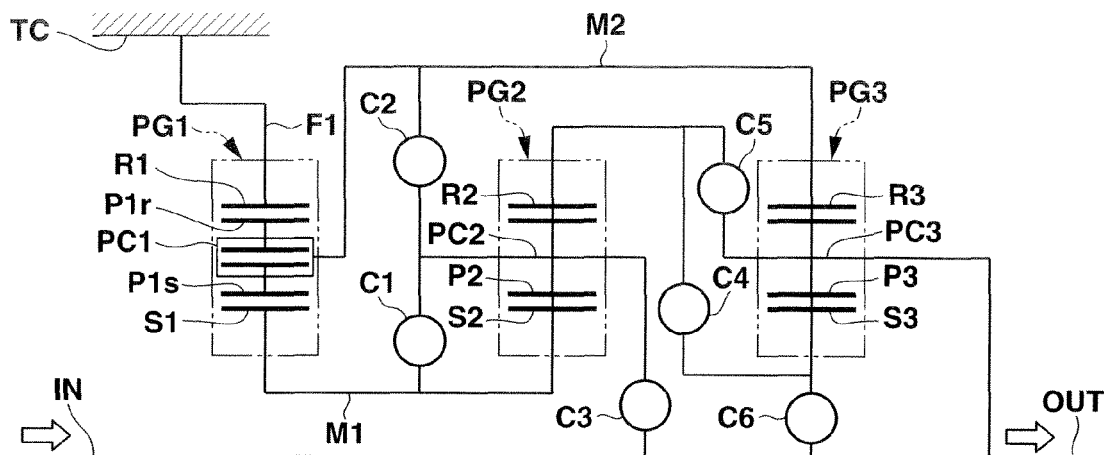 TC
M2
C2
PG2
PG3
PG1
F1
C5
R1
R2
R3
P1r
PC1
PC2
PC3
P1s
C1
P2
C4
P3
S1
S2
S3
IN
M1
C3
C6
OUT